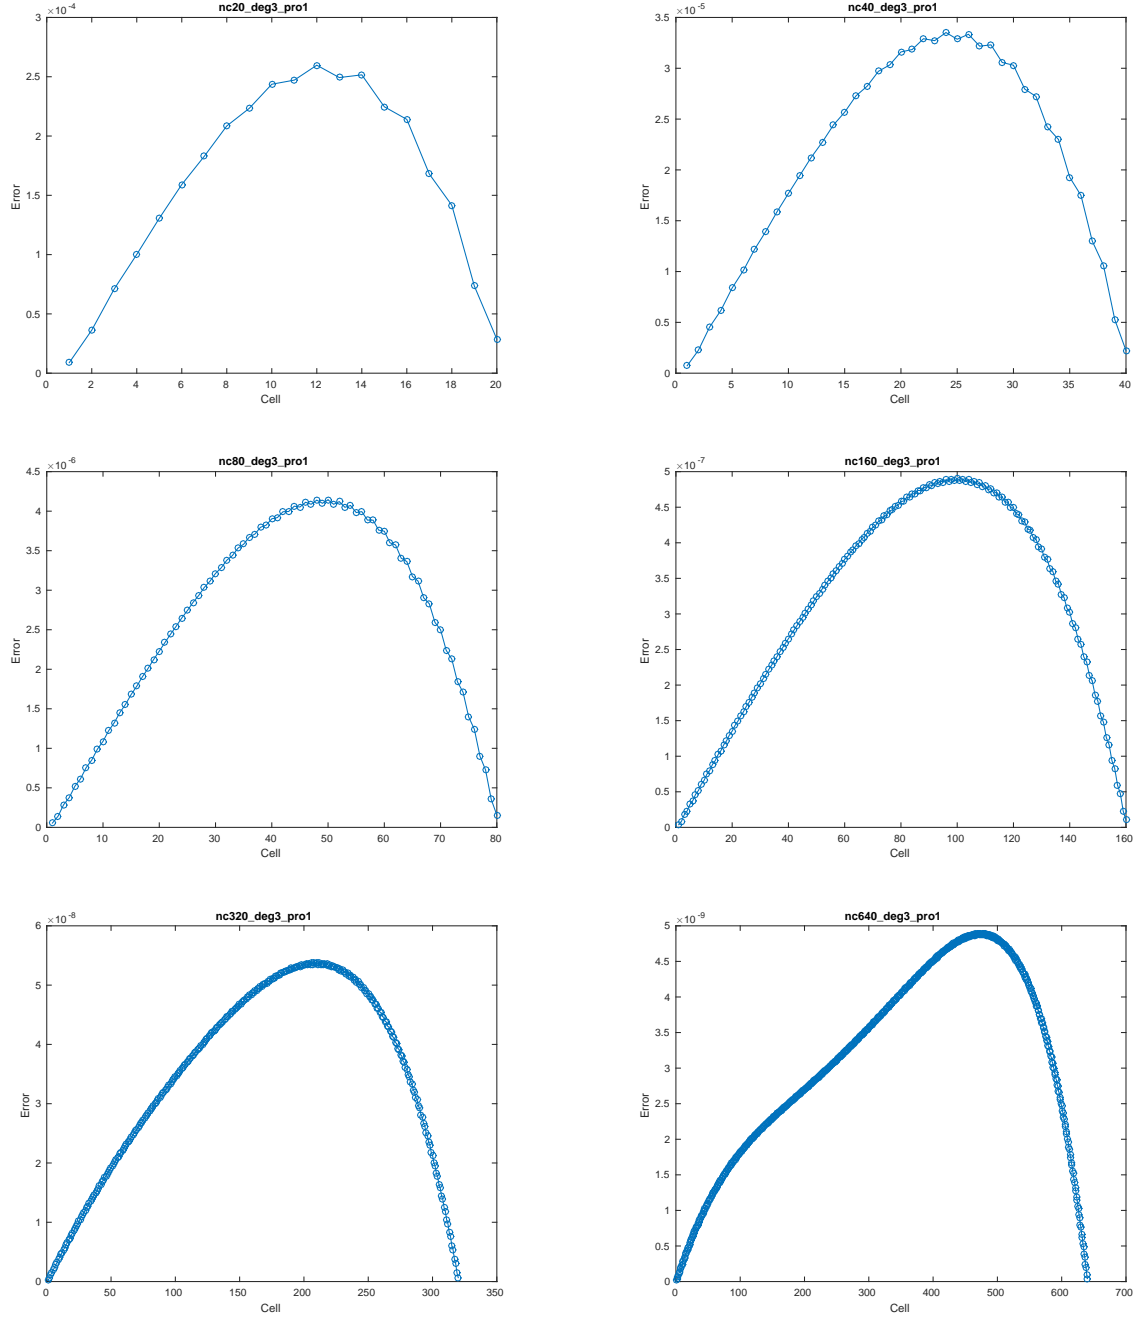 nc20_deg3_pro1
×10-4
3
2.5
2
1.5
1
0.5
0
Error
0 2 4 6 8 10 12 14 16 18 20
Cell
nc40_deg3_pro1
×10-5
3.5
3
2.5
2
1.5
1
0.5
0
Error
0 5 10 15 20 25 30 35 40
Cell
nc80_deg3_pro1
×10-6
4.5
4
3.5
3
2.5
2
1.5
1
0.5
0
Error
0 10 20 30 40 50 60 70 80
Cell
nc160_deg3_pro1
×10-7
5
4.5
4
3.5
3
2.5
2
1.5
1
0.5
0
Error
0 20 40 60 80 100 120 140 160
Cell
nc320_deg3_pro1
×10-8
6
5
4
3
2
1
0
Error
0 50 100 150 200 250 300 350
Cell
nc640_deg3_pro1
×10-9
5
4.5
4
3.5
3
2.5
2
1.5
1
0.5
0
Error
0 100 200 300 400 500 600 700
Cell